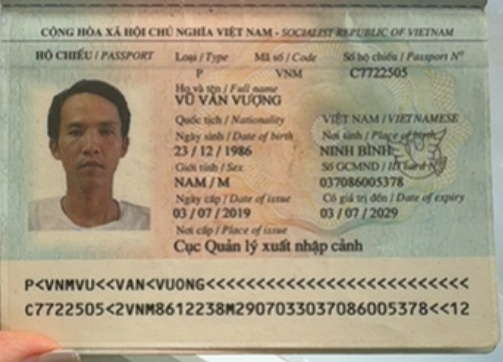 CỘNG HÒA XÃ HỘI CHỦ NGHĨA VIỆT NAM - SOCIALIST REPUBLIC OF VIETNAM
HỘ CHIẾU / PASSPORT Loại / Type Mã số / Code Số hộ chiếu / Passport Nº
P VNM C7722505
Họ và tên / Full name
VŨ VĂN VƯỢNG
Quốc tịch / Nationality VIỆT NAM / VIETNAMESE
Ngày sinh / Date of birth Nơi sinh / Place of birth
23 / 12 / 1986 NINH BÌNH
Giới tính / Sex Số GCMND / ID card Nº
NAM / M 037086005378
Ngày cấp / Date of issue Có giá trị đến / Date of expiry
03 / 07 / 2019 03 / 07 / 2029
Nơi cấp / Place of issue
Cục Quản lý xuất nhập cảnh
P<VNMVU<<VAN<VUONG<<<<<<<<<<<<<<<<<<<<<<<<<<
C7722505<2VNM8612238M2907033037086005378<<12